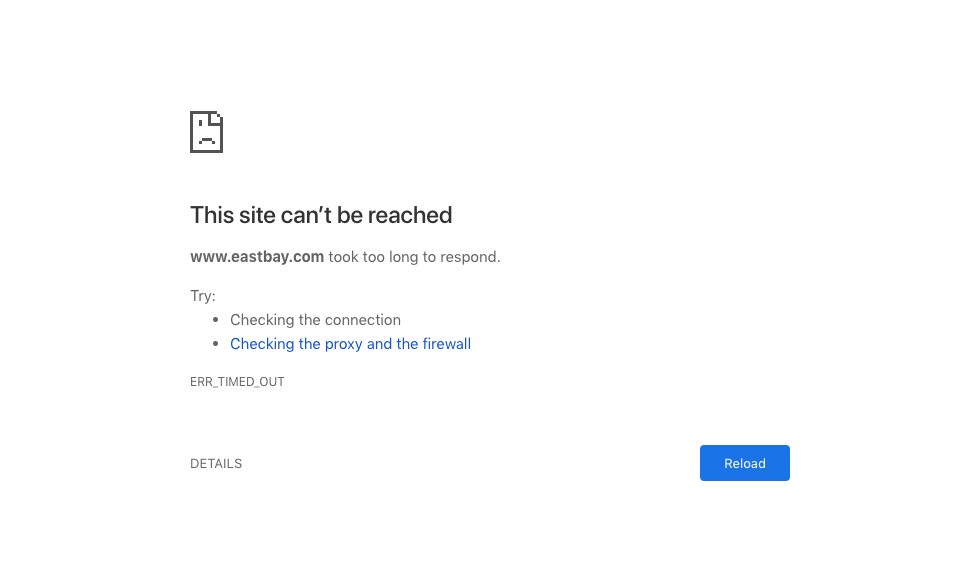 This site can’t be reached
www.eastbay.com took too long to respond.
Try:
Checking the connection
Checking the proxy and the firewall
ERR_TIMED_OUT
DETAILS
Reload